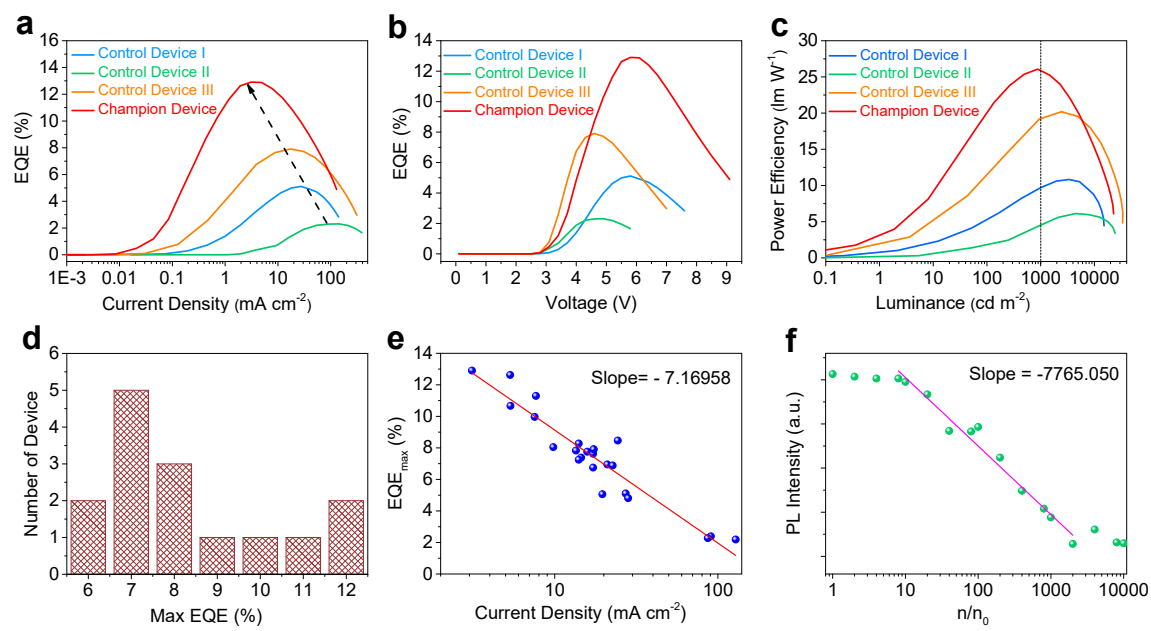 a
EQE (%)
16
14
12
10
8
6
4
2
0
Control Device I
Control Device II
Control Device III
Champion Device
1E-3 0.01 0.1 1 10 100
Current Density (mA cm⁻²)
b
EQE (%)
14
12
10
8
6
4
2
0
Control Device I
Control Device II
Control Device III
Champion Device
0 1 2 3 4 5 6 7 8 9
Voltage (V)
c
Power Efficiency (lm W⁻¹)
30
25
20
15
10
5
0
Control Device I
Control Device II
Control Device III
Champion Device
0.1 1 10 100 1000 10000
Luminance (cd m⁻²)
d
Number of Device
6
5
4
3
2
1
0
6 7 8 9 10 11 12
Max EQE (%)
e
EQEmax (%)
14
12
10
8
6
4
2
0
Slope= - 7.16958
10 100
Current Density (mA cm⁻²)
f
PL Intensity (a.u.)
Slope = -7765.050
1 10 100 1000 10000
n/n₀